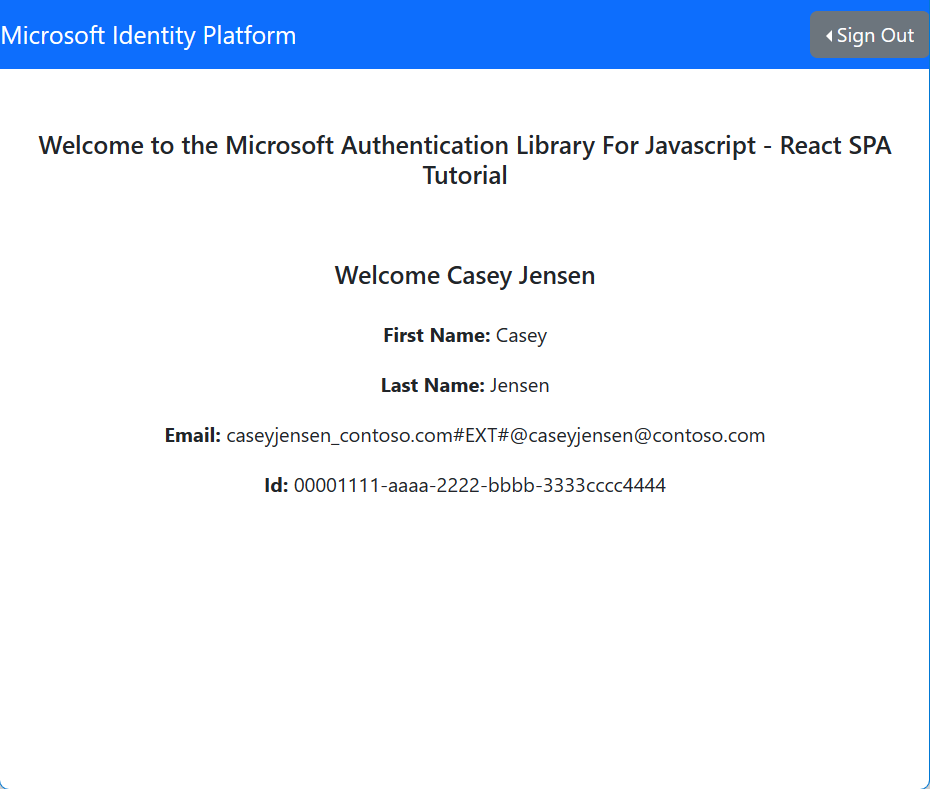 Microsoft Identity Platform
Sign Out
Welcome to the Microsoft Authentication Library For Javascript - React SPA
Tutorial
Welcome Casey Jensen
First Name: Casey
Last Name: Jensen
Email: caseyjensen_contoso.com#EXT#@caseyjensen@contoso.com
Id: 00001111-aaaa-2222-bbbb-3333cccc4444